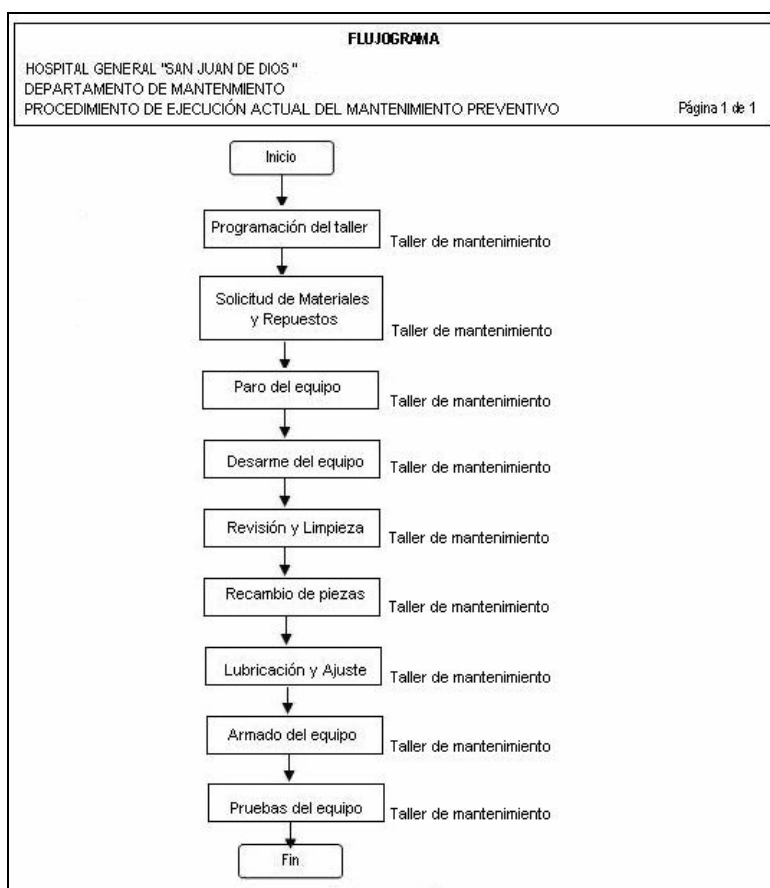 FLUJOGRAMA
HOSPITAL GENERAL "SAN JUAN DE DIOS"
DEPARTAMENTO DE MANTENMIENTO
PROCEDIMIENTO DE EJECUCIÓN ACTUAL DEL MANTENIMIENTO PREVENTIVO Página 1 de 1
Inicio
Programación del taller
Taller de mantenimiento
Solicitud de Materiales
y Repuestos
Taller de mantenimiento
Paro del equipo
Taller de mantenimiento
Desarme del equipo
Taller de mantenimiento
Revisión y Limpieza
Taller de mantenimiento
Recambio de piezas
Taller de mantenimiento
Lubricación y Ajuste
Taller de mantenimiento
Armado del equipo
Taller de mantenimiento
Pruebas del equipo
Taller de mantenimiento
Fin